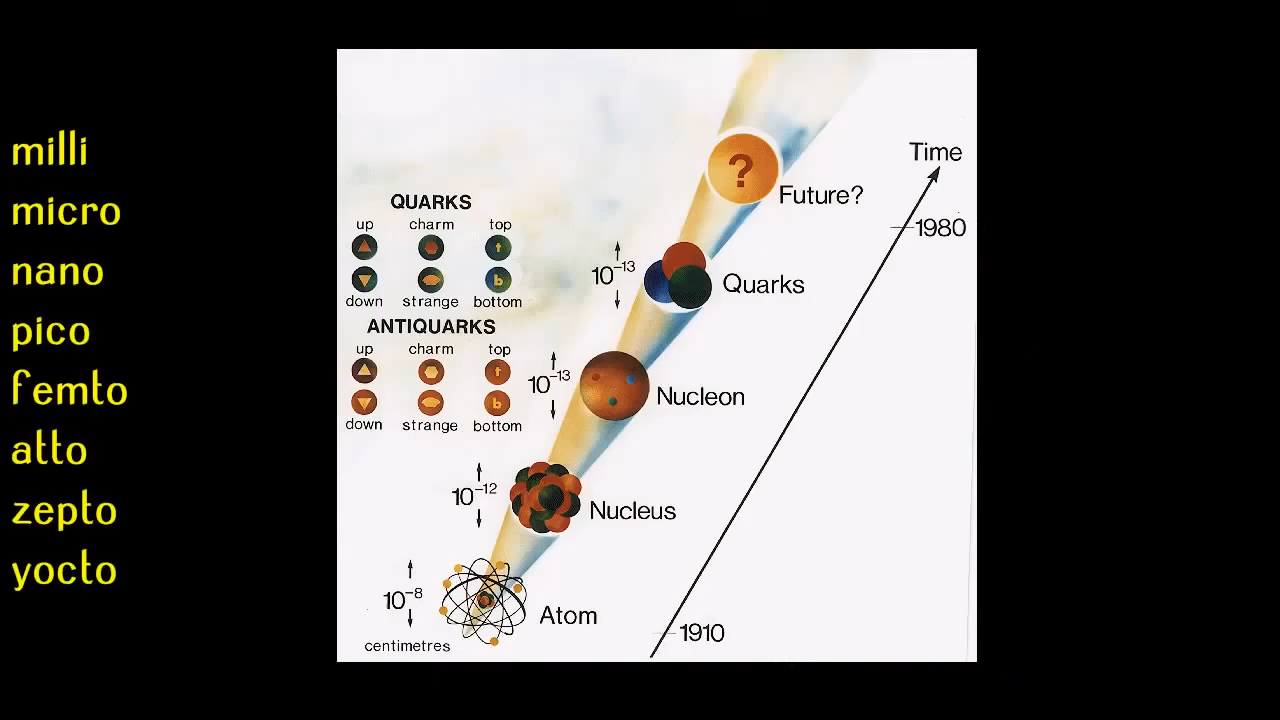 milli
micro
nano
pico
femto
atto
zepto
yocto
QUARKS
up charm top
t
b
down strange bottom
ANTIQUARKS
up charm top
t
b
down strange bottom
Time
1980
?
Future?
10⁻¹³
Quarks
10⁻¹³
Nucleon
10⁻¹²
Nucleus
10⁻⁸
Atom
centimetres
1910